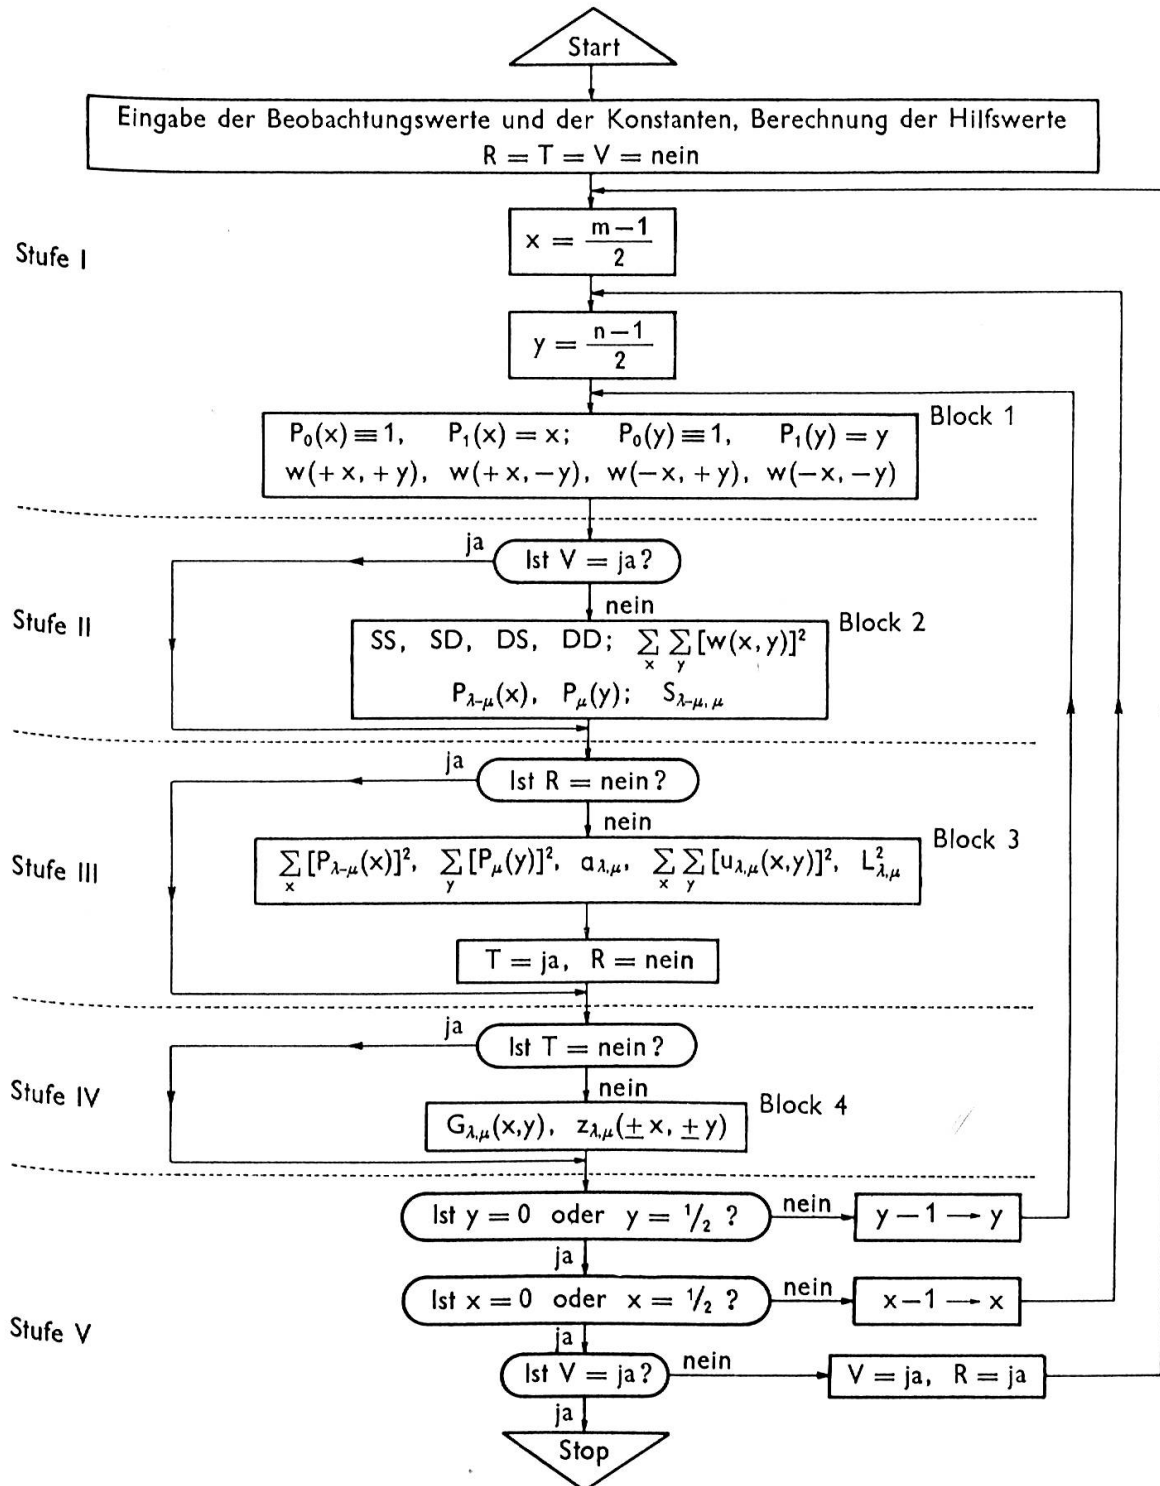 Start
Eingabe der Beobachtungswerte und der Konstanten, Berechnung der Hilfswerte
R = T = V = nein
Stufe I
x = (m−1)/2
y = (n−1)/2
Block 1
P₀(x) ≡ 1, P₁(x) = x; P₀(y) ≡ 1, P₁(y) = y
w(+x, +y), w(+x, −y), w(−x, +y), w(−x, −y)
ja
Ist V = ja?
nein
Stufe II
Block 2
SS, SD, DS, DD; ∑ₓ ∑_y [w(x, y)]²
P_{λ−μ}(x), P_μ(y); S_{λ−μ, μ}
ja
Ist R = nein?
nein
Stufe III
Block 3
∑ₓ [P_{λ−μ}(x)]², ∑_y [P_μ(y)]², a_{λ,μ}, ∑ₓ ∑_y [u_{λ,μ}(x,y)]², L²_{λ,μ}
T = ja, R = nein
ja
Ist T = nein?
nein
Stufe IV
Block 4
G_{λ,μ}(x,y), z_{λ,μ}(±x, ±y)
Ist y = 0 oder y = ½ ?
nein
y − 1 → y
ja
Ist x = 0 oder x = ½ ?
nein
x − 1 → x
Stufe V
ja
Ist V = ja?
nein
V = ja, R = ja
ja
Stop